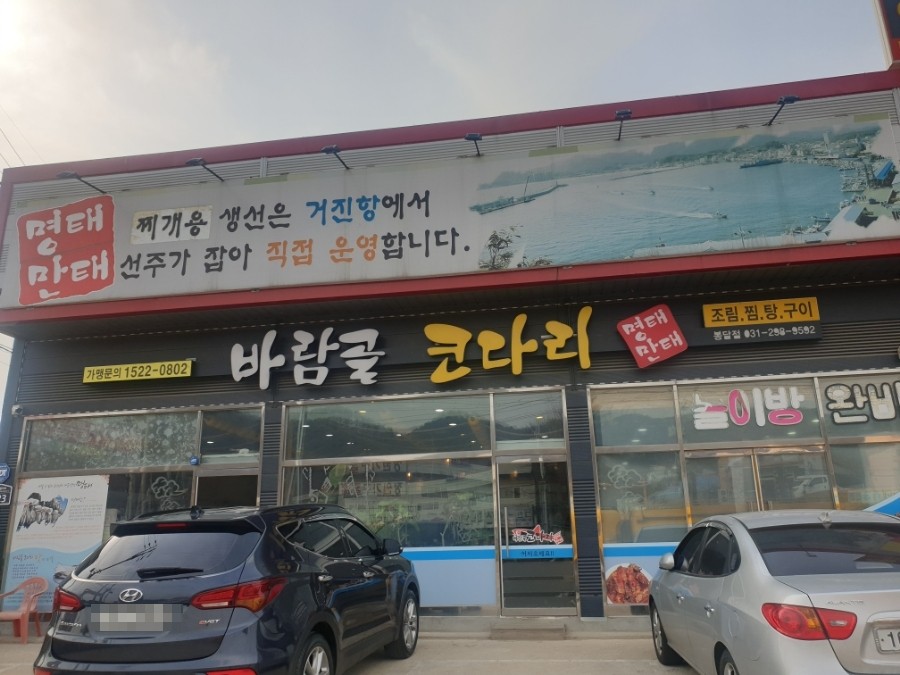 명태
만태
찌개용 생선은 거진항에서
선주가 잡아 직접 운영합니다.
가맹문의 1522-0802
바람골 코다리
명태
만태
조림.찜.탕.구이
봉담점 031-298-9592
놀이방 완비